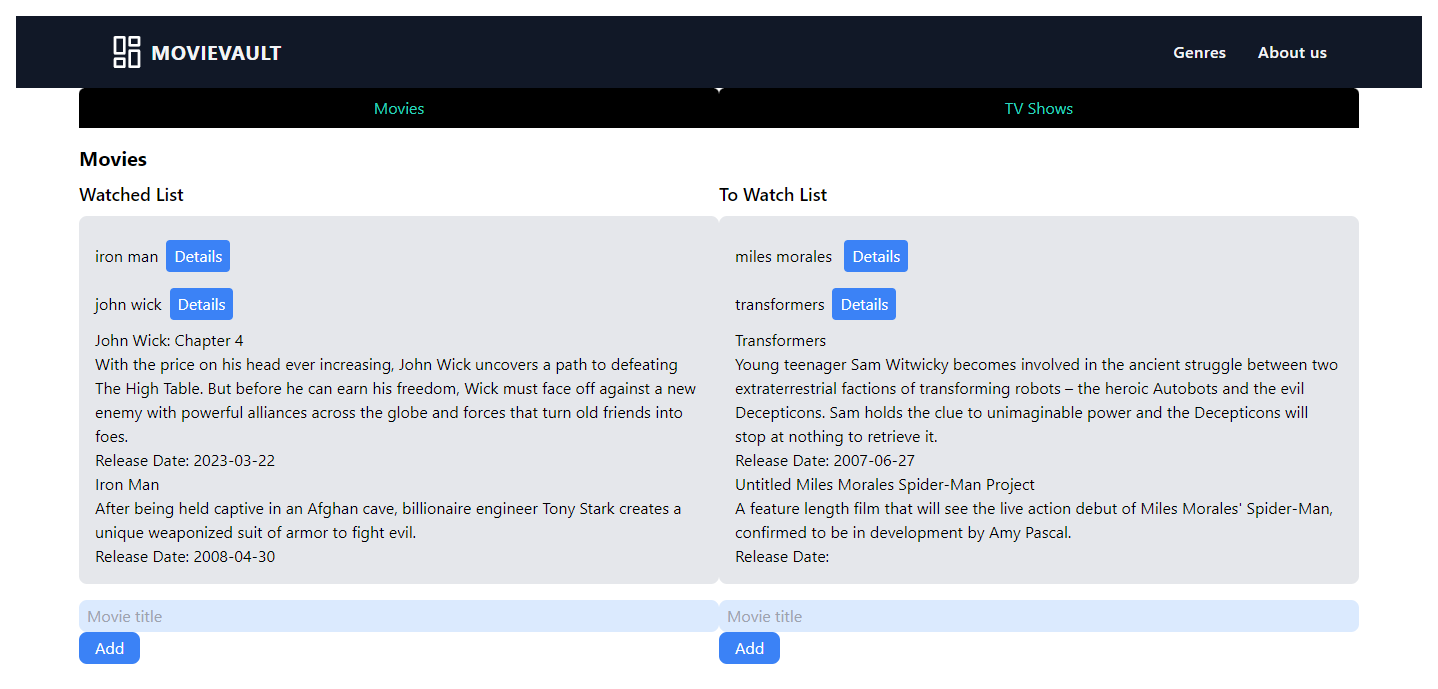 MOVIEVAULT
Genres
About us
Movies
TV Shows
Movies
Watched List
iron man Details
john wick Details
John Wick: Chapter 4
With the price on his head ever increasing, John Wick uncovers a path to defeating
The High Table. But before he can earn his freedom, Wick must face off against a new
enemy with powerful alliances across the globe and forces that turn old friends into
foes.
Release Date: 2023-03-22
Iron Man
After being held captive in an Afghan cave, billionaire engineer Tony Stark creates a
unique weaponized suit of armor to fight evil.
Release Date: 2008-04-30
Movie title
Add
To Watch List
miles morales Details
transformers Details
Transformers
Young teenager Sam Witwicky becomes involved in the ancient struggle between two
extraterrestrial factions of transforming robots – the heroic Autobots and the evil
Decepticons. Sam holds the clue to unimaginable power and the Decepticons will
stop at nothing to retrieve it.
Release Date: 2007-06-27
Untitled Miles Morales Spider-Man Project
A feature length film that will see the live action debut of Miles Morales' Spider-Man,
confirmed to be in development by Amy Pascal.
Release Date:
Movie title
Add